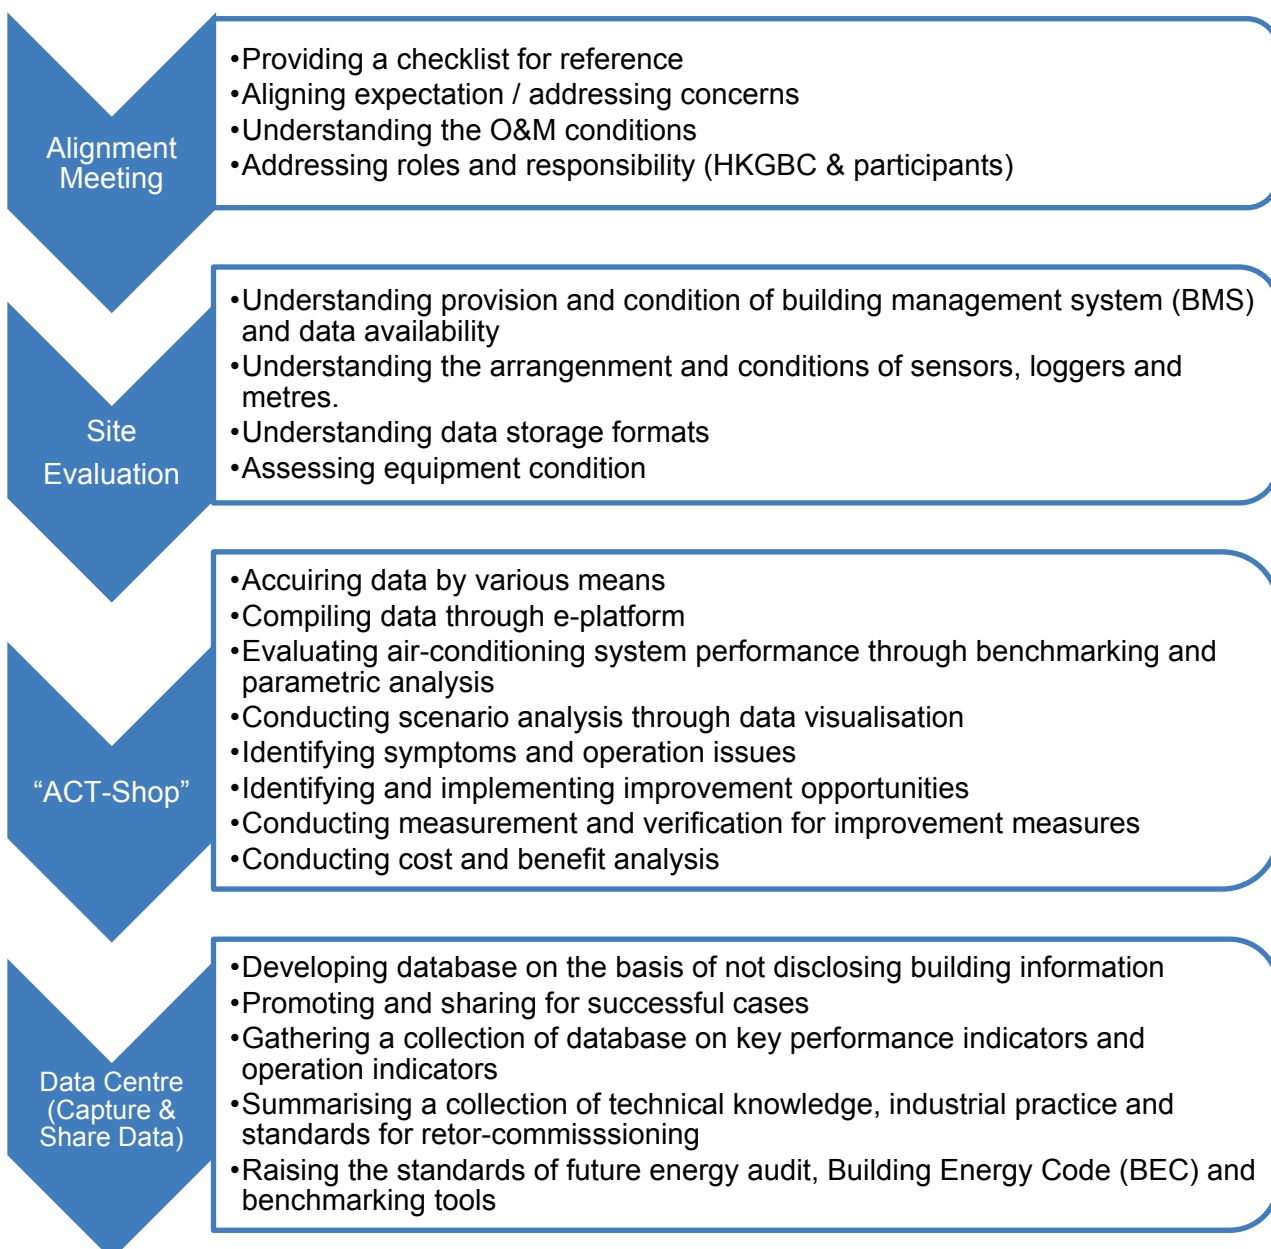 Alignment
Meeting
•Providing a checklist for reference
•Aligning expectation / addressing concerns
•Understanding the O&M conditions
•Addressing roles and responsibility (HKGBC & participants)
Site
Evaluation
•Understanding provision and condition of building management system (BMS)
and data availability
•Understanding the arrangenment and conditions of sensors, loggers and
metres.
•Understanding data storage formats
•Assessing equipment condition
“ACT-Shop”
•Accuiring data by various means
•Compiling data through e-platform
•Evaluating air-conditioning system performance through benchmarking and
parametric analysis
•Conducting scenario analysis through data visualisation
•Identifying symptoms and operation issues
•Identifying and implementing improvement opportunities
•Conducting measurement and verification for improvement measures
•Conducting cost and benefit analysis
Data Centre
(Capture &
Share Data)
•Developing database on the basis of not disclosing building information
•Promoting and sharing for successful cases
•Gathering a collection of database on key performance indicators and
operation indicators
•Summarising a collection of technical knowledge, industrial practice and
standards for retor-commisssioning
•Raising the standards of future energy audit, Building Energy Code (BEC) and
benchmarking tools